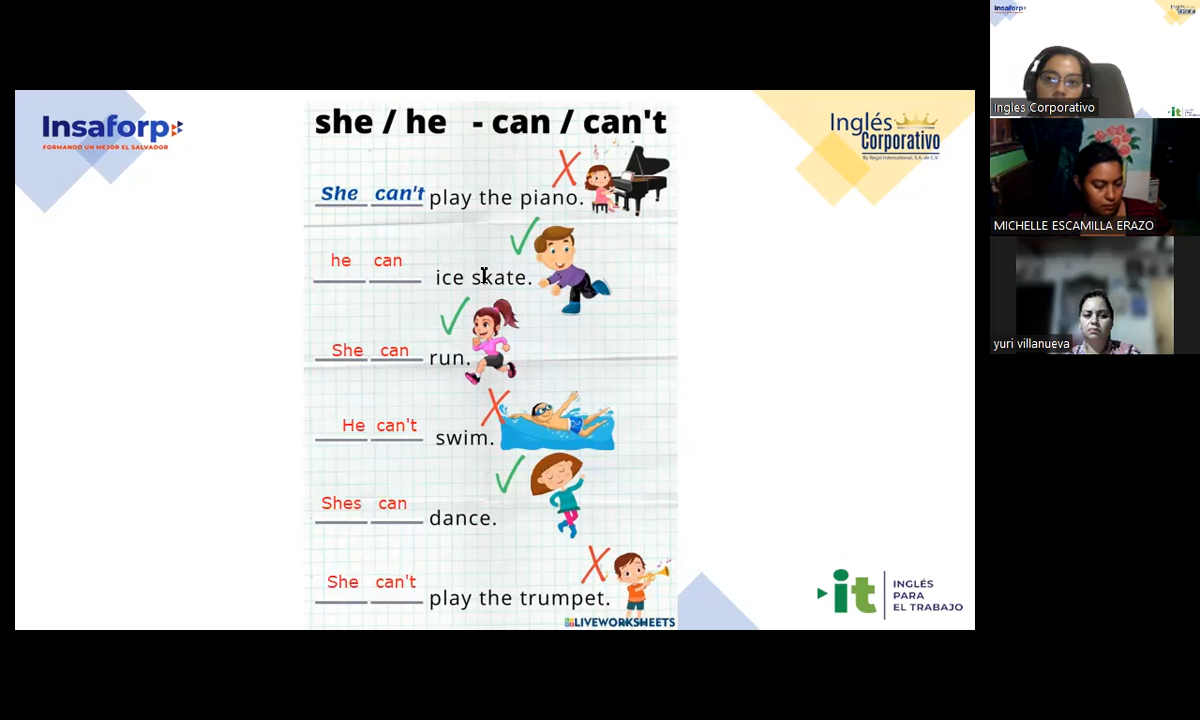 Insaforp
FORMANDO UN MEJOR EL SALVADOR
she / he - can / can't
Inglés
Corporativo
By Regal International, S.A. de C.V.
She can't play the piano.
he can ice skate.
She can run.
He can't swim.
Shes can dance.
She can't play the trumpet.
LIVEWORKSHEETS
it INGLÉS
PARA
EL TRABAJO
Insaforp
Ingles Corporativo
MICHELLE ESCAMILLA ERAZO
yuri villanueva